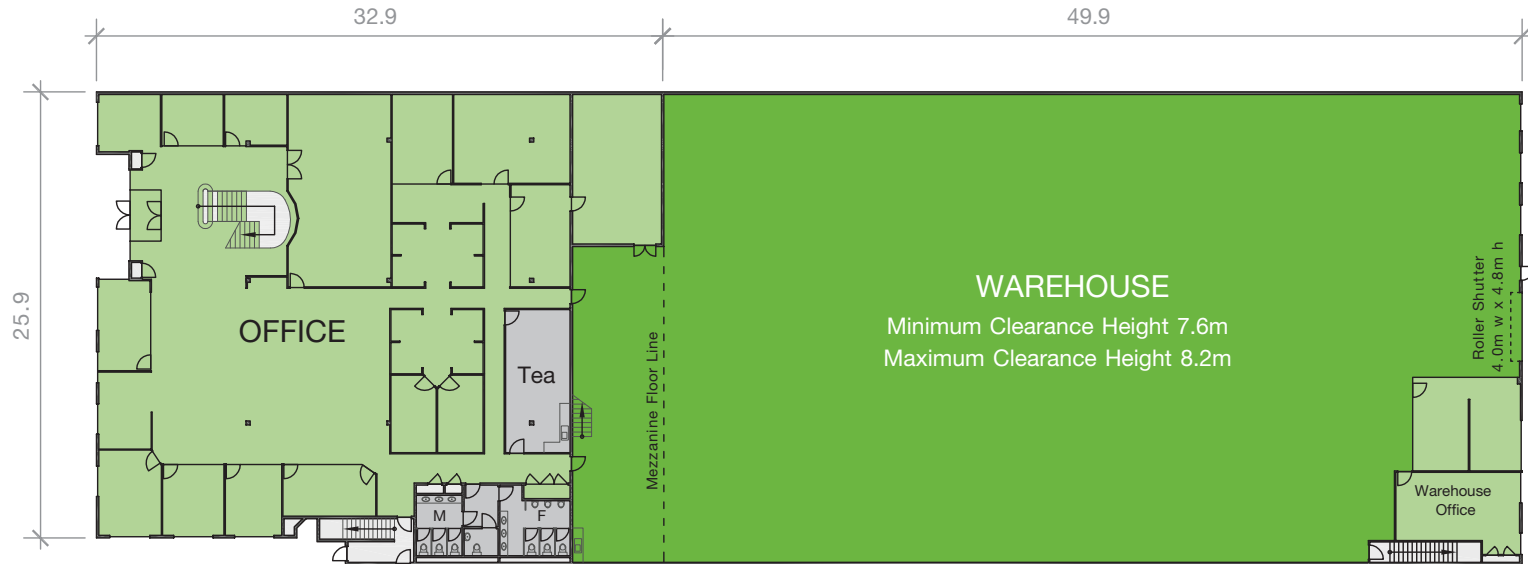 32.9
49.9
25.9
OFFICE
WAREHOUSE
Minimum Clearance Height 7.6m
Maximum Clearance Height 8.2m
Roller Shutter
4.0m w x 4.8m h
Mezzanine Floor Line
Tea
M
F
Warehouse
Office